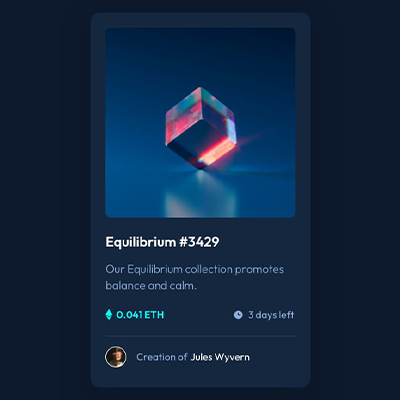 Equilibrium #3429
Our Equilibrium collection promotes
balance and calm.
0.041 ETH 3 days left
Creation of Jules Wyvern